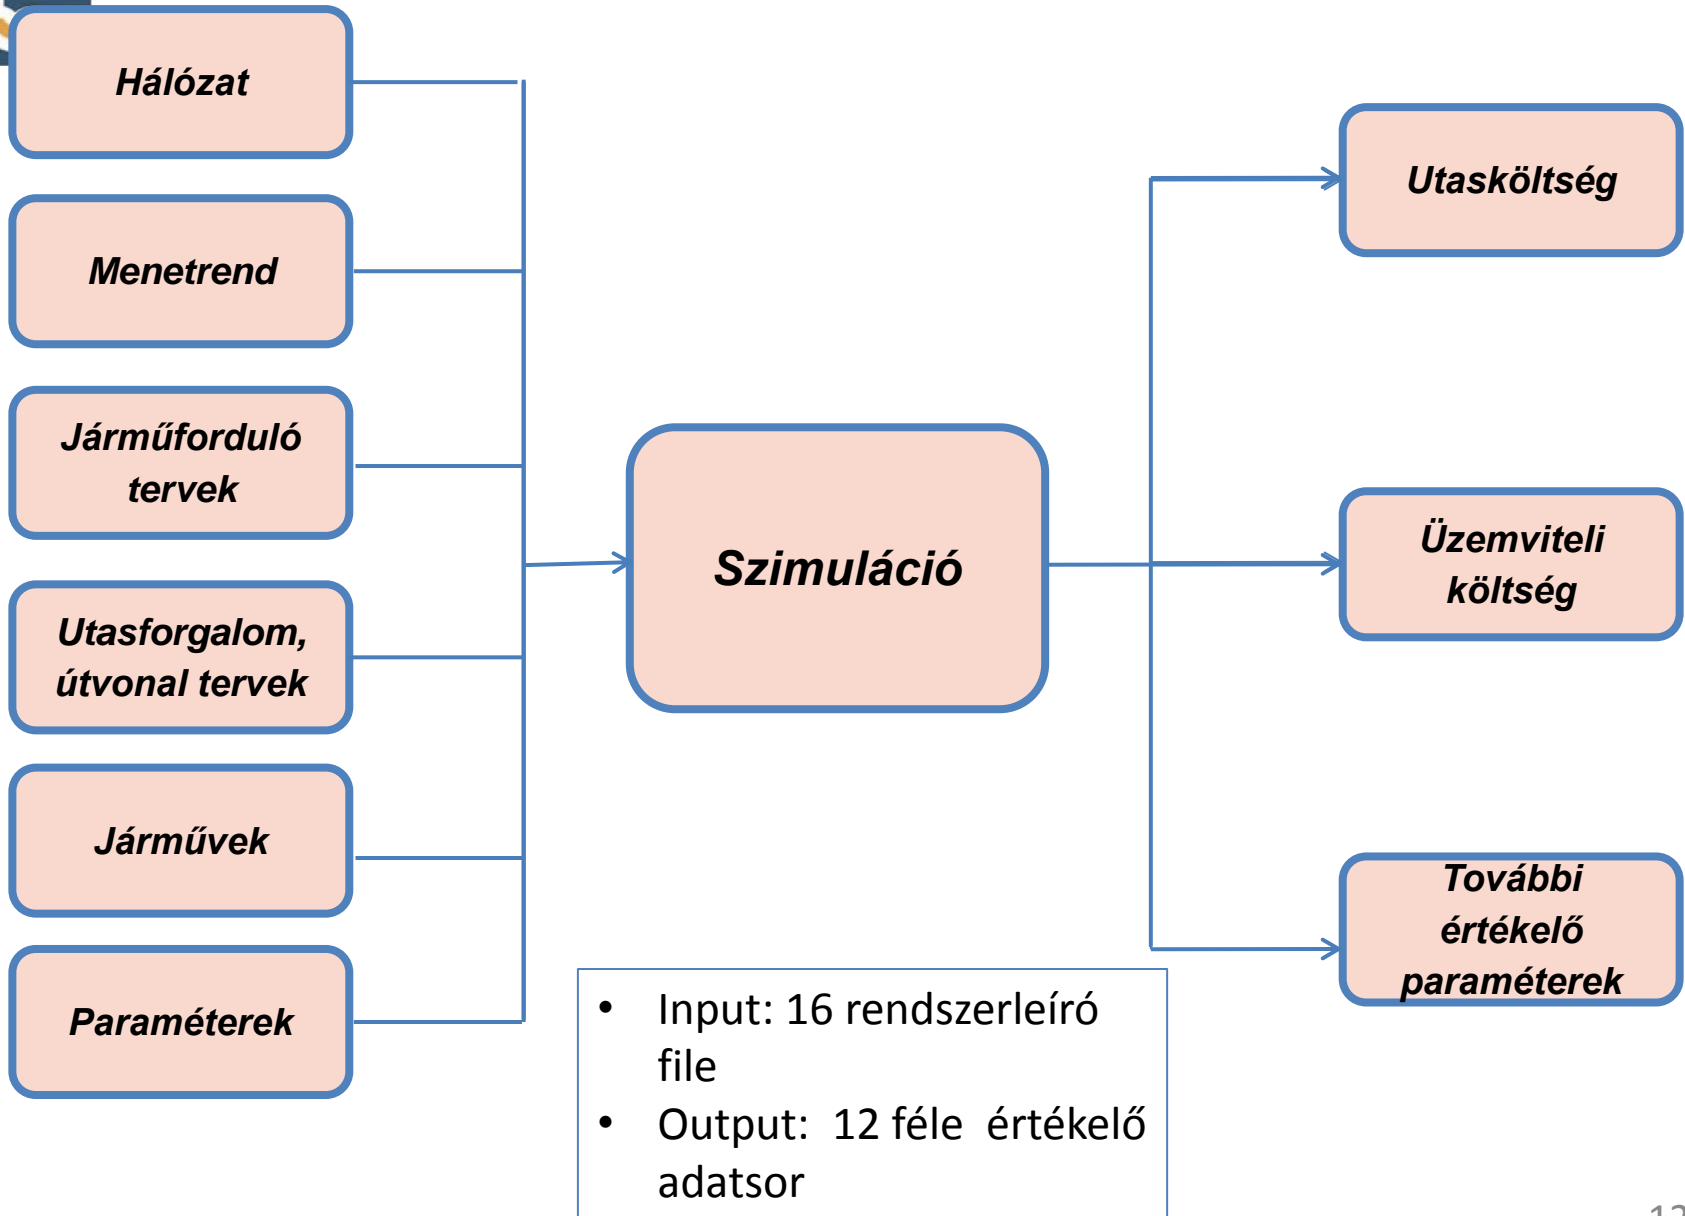 Hálózat
Menetrend
Járműforduló
tervek
Utasforgalom,
útvonal tervek
Járművek
Paraméterek
Szimuláció
Utasköltség
Üzemviteli
költség
További
értékelő
paraméterek
• Input: 16 rendszerleíró
file
• Output: 12 féle értékelő
adatsor